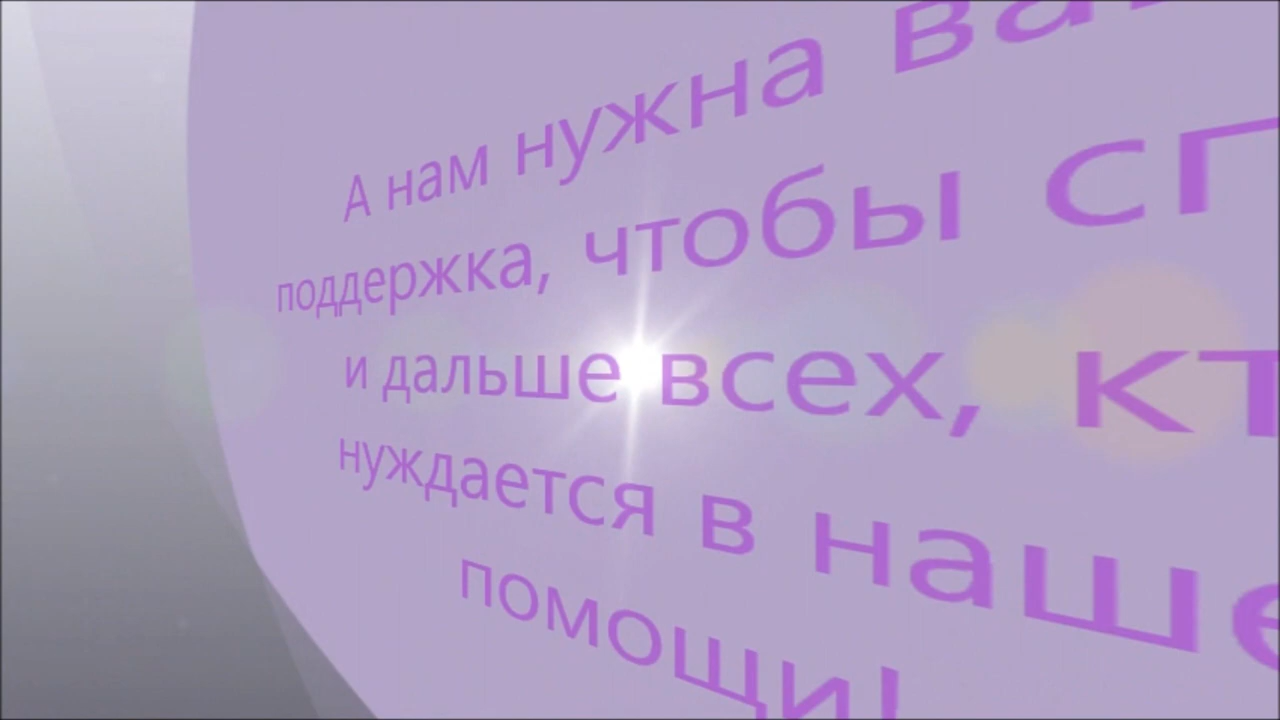 А нам нужна
поддержка, чтобы
и дальше всех,
нуждается в
помощи!